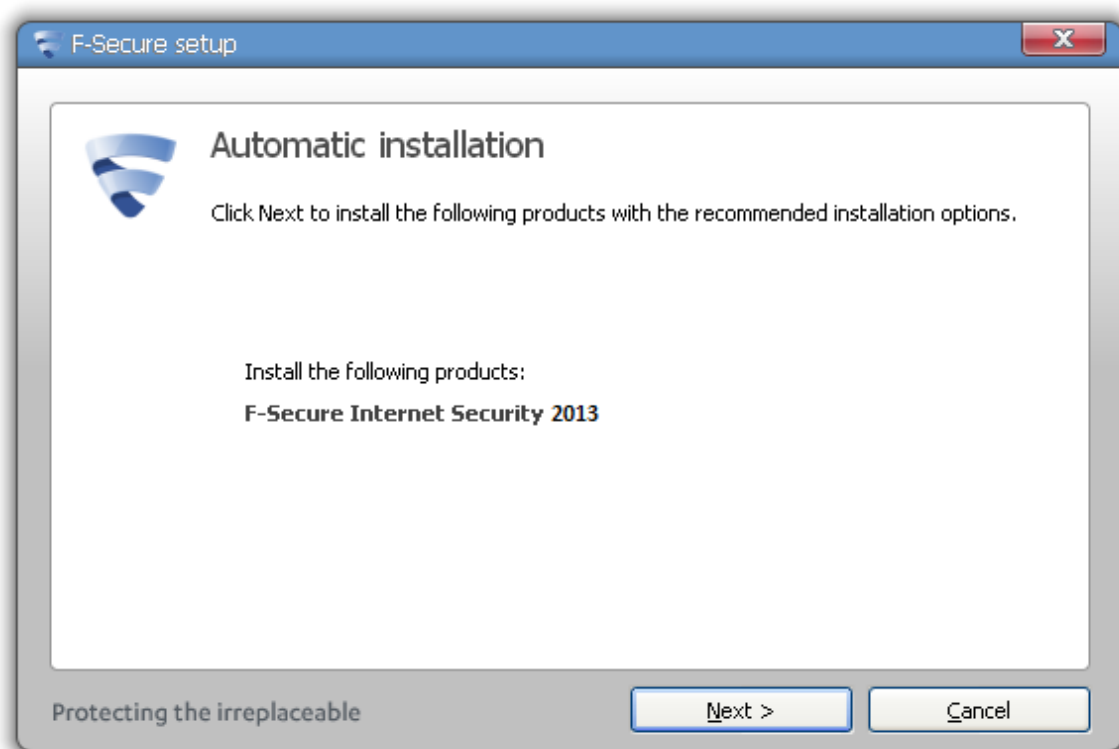 F-Secure setup
Automatic installation
Click Next to install the following products with the recommended installation options.
Install the following products:
F-Secure Internet Security 2013
Protecting the irreplaceable
Next >
Cancel